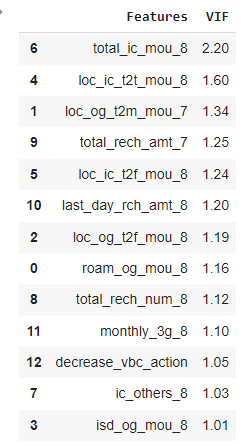 Features VIF
6 total_ic_mou_8 2.20
4 loc_ic_t2t_mou_8 1.60
1 loc_og_t2m_mou_7 1.34
9 total_rech_amt_7 1.25
5 loc_ic_t2f_mou_8 1.24
10 last_day_rch_amt_8 1.20
2 loc_og_t2f_mou_8 1.19
0 roam_og_mou_8 1.16
8 total_rech_num_8 1.12
11 monthly_3g_8 1.10
12 decrease_vbc_action 1.05
7 ic_others_8 1.03
3 isd_og_mou_8 1.01